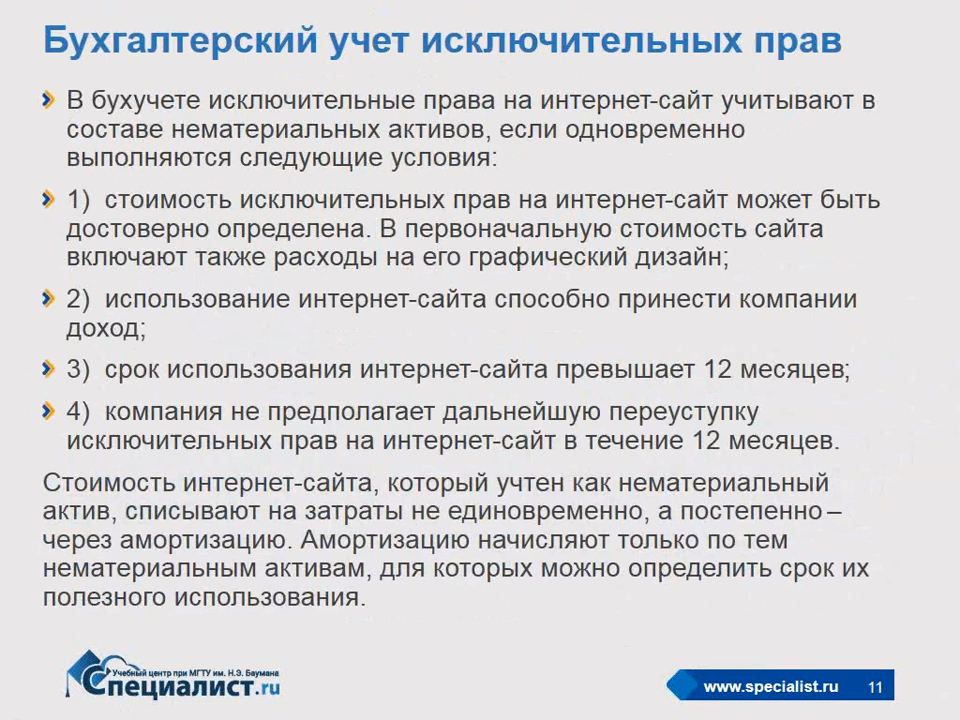 Бухгалтерский учет исключительных прав
В бухучете исключительные права на интернет-сайт учитывают в
составе нематериальных активов, если одновременно
выполняются следующие условия:
1) стоимость исключительных прав на интернет-сайт может быть
достоверно определена. В первоначальную стоимость сайта
включают также расходы на его графический дизайн;
2) использование интернет-сайта способно принести компании
доход;
3) срок использования интернет-сайта превышает 12 месяцев;
4) компания не предполагает дальнейшую переуступку
исключительных прав на интернет-сайт в течение 12 месяцев.
Стоимость интернет-сайта, который учтен как нематериальный
актив, списывают на затраты не единовременно, а постепенно –
через амортизацию. Амортизацию начисляют только по тем
нематериальным активам, для которых можно определить срок их
полезного использования.
Учебный центр при МГТУ им. Н.Э. Баумана
Специалист.ru
www.specialist.ru 11